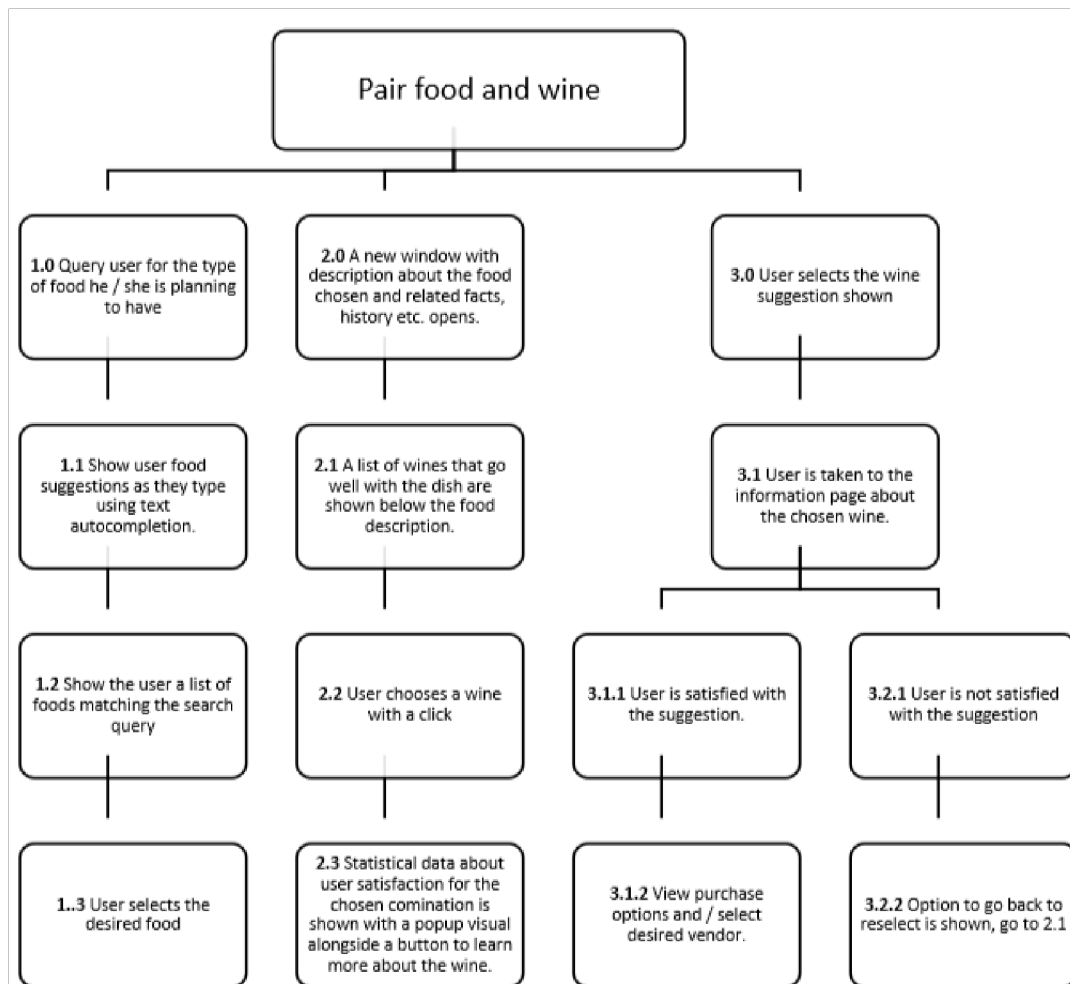 Pair food and wine
1.0 Query user for the type
of food he / she is planning
to have
2.0 A new window with
description about the food
chosen and related facts,
history etc. opens.
3.0 User selects the wine
suggestion shown
1.1 Show user food
suggestions as they type
using text
autocompletion.
2.1 A list of wines that go
well with the dish are
shown below the food
description.
3.1 User is taken to the
information page about
the chosen wine.
1.2 Show the user a list of
foods matching the search
query
2.2 User chooses a wine
with a click
3.1.1 User is satisfied with
the suggestion.
3.2.1 User is not satisfied
with the suggestion
1..3 User selects the
desired food
2.3 Statistical data about
user satisfaction for the
chosen comination is
shown with a popup visual
alongside a button to learn
more about the wine.
3.1.2 View purchase
options and / select
desired vendor.
3.2.2 Option to go back to
reselect is shown, go to 2.1